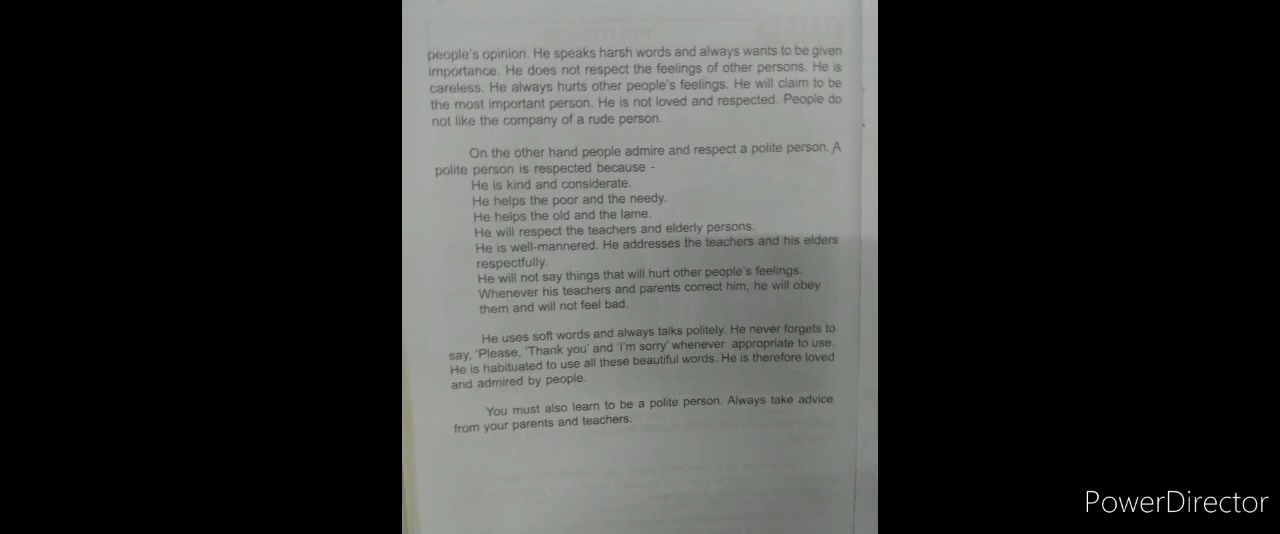 people's opinion. He speaks harsh words and always wants to be given
importance. He does not respect the feelings of other persons. He is
careless. He always hurts other people's feelings. He will claim to be
the most important person. He is not loved and respected. People do
not like the company of a rude person.
On the other hand people admire and respect a polite person. A
polite person is respected because -
He is kind and considerate.
He helps the poor and the needy.
He helps the old and the lame.
He will respect the teachers and elderly persons.
He is well-mannered. He addresses the teachers and his elders
respectfully.
He will not say things that will hurt other people's feelings.
Whenever his teachers and parents correct him, he will obey
them and will not feel bad.
He uses soft words and always talks politely. He never forgets to
say, 'Please, 'Thank you' and 'I'm sorry' whenever appropriate to use.
He is habituated to use all these beautiful words. He is therefore loved
and admired by people.
You must also learn to be a polite person. Always take advice
from your parents and teachers.
PowerDirector